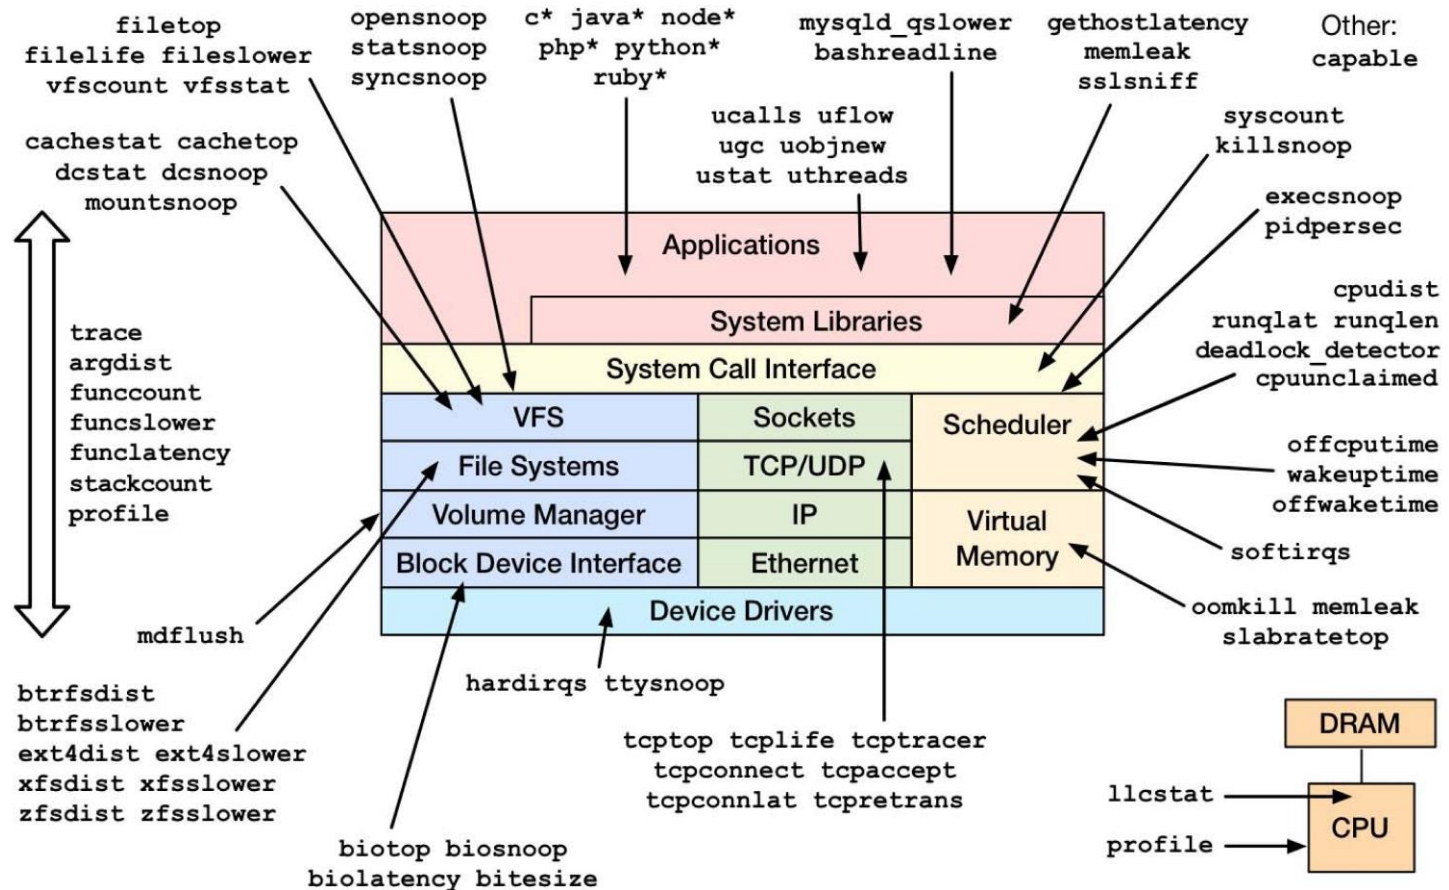 filetop
filelife fileslower
vfscount vfsstat
opensnoop
statsnoop
syncsnoop
c* java* node*
php* python*
ruby*
mysqld_qslower
bashreadline
gethostlatency
memleak
sslsniff
Other:
capable
cachestat cachetop
dcstat dcsnoop
mountsnoop
ucalls uflow
ugc uobjnew
ustat uthreads
syscount
killsnoop
execsnoop
pidpersec
cpudist
runqlat runqlen
deadlock_detector
cpuunclaimed
offcputime
wakeuptime
offwaketime
softirqs
oomkill memleak
slabratetop
trace
argdist
funccount
funcslower
funclatency
stackcount
profile
Applications
System Libraries
System Call Interface
VFS
Sockets
Scheduler
File Systems
TCP/UDP
Volume Manager
IP
Virtual
Memory
Block Device Interface
Ethernet
Device Drivers
mdflush
hardirqs ttysnoop
btrfsdist
btrfsslower
ext4dist ext4slower
xfsdist xfsslower
zfsdist zfsslower
tcptop tcplife tcptracer
tcpconnect tcpaccept
tcpconnlat tcpretrans
biotop biosnoop
biolatency bitesize
DRAM
llcstat
CPU
profile